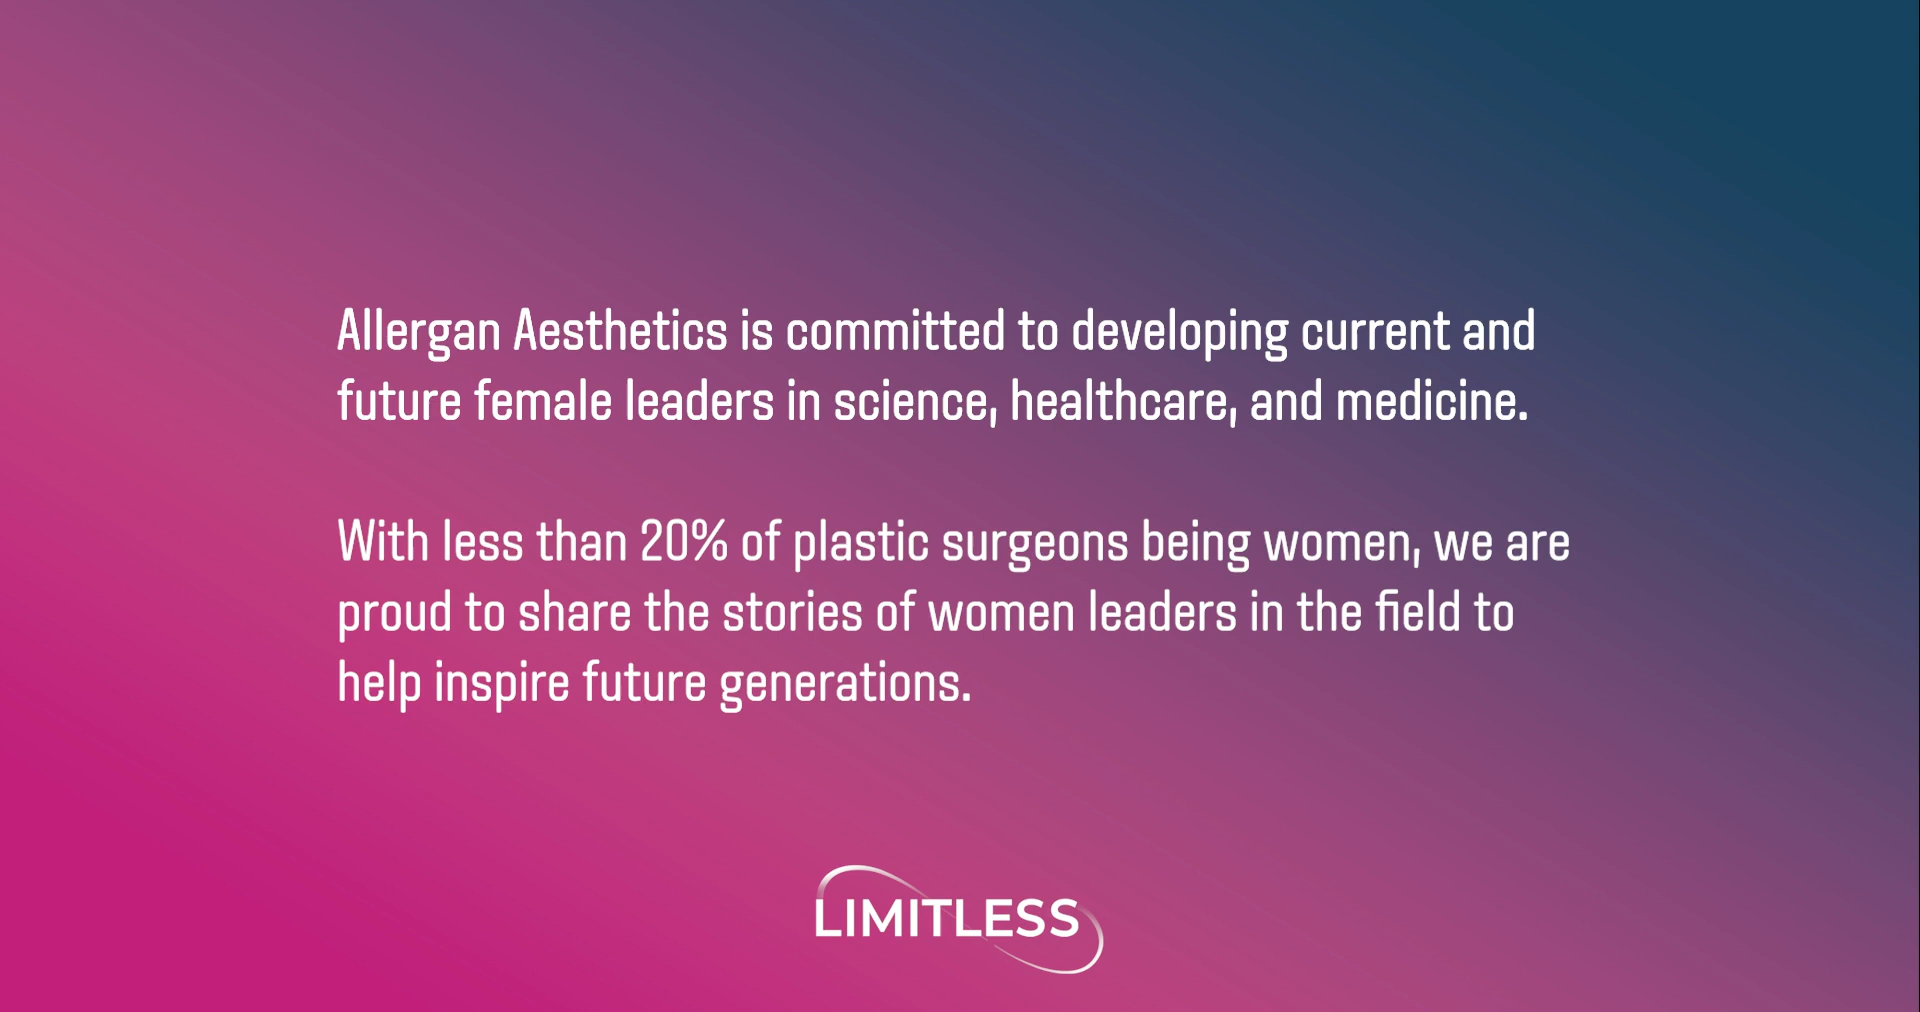 Allergan Aesthetics is committed to developing current and
future female leaders in science, healthcare, and medicine.
With less than 20% of plastic surgeons being women, we are
proud to share the stories of women leaders in the field to
help inspire future generations.
LIMITLESS